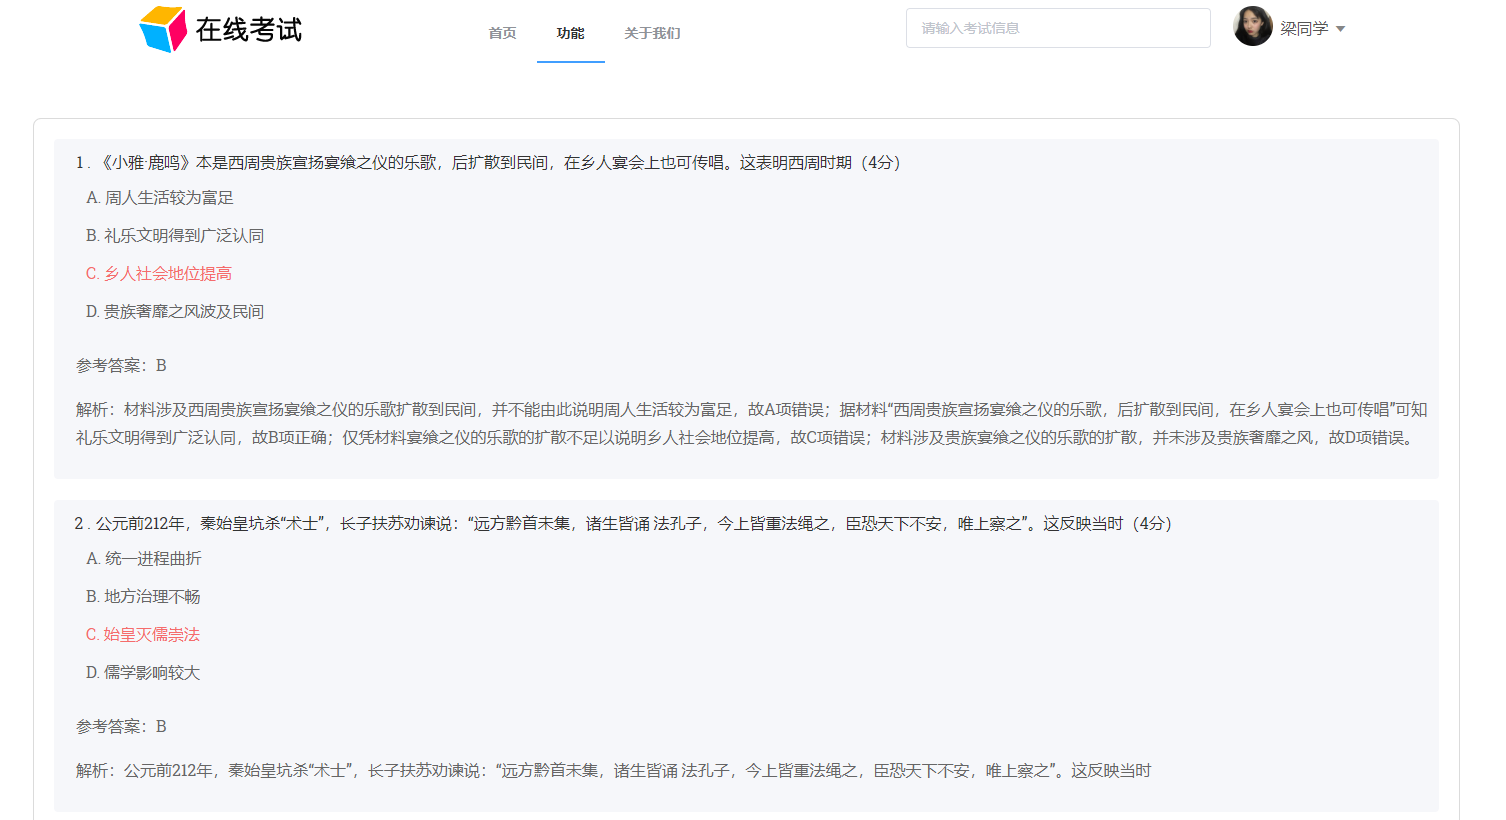 在线考试
首页
功能
关于我们
请输入考试信息
梁同学
1 . 《小雅·鹿鸣》本是西周贵族宣扬宴飨之仪的乐歌，后扩散到民间，在乡人宴会上也可传唱。这表明西周时期（4分）
A. 周人生活较为富足
B. 礼乐文明得到广泛认同
C. 乡人社会地位提高
D. 贵族奢靡之风波及民间
参考答案：B
解析：材料涉及西周贵族宣扬宴飨之仪的乐歌扩散到民间，并不能由此说明周人生活较为富足，故A项错误；据材料“西周贵族宣扬宴飨之仪的乐歌，后扩散到民间，在乡人宴会上也可传唱”可知
礼乐文明得到广泛认同，故B项正确；仅凭材料宴飨之仪的乐歌的扩散不足以说明乡人社会地位提高，故C项错误；材料涉及贵族宴飨之仪的乐歌的扩散，并未涉及贵族奢靡之风，故D项错误。
2 . 公元前212年，秦始皇坑杀“术士”，长子扶苏劝谏说：“远方黔首未集，诸生皆诵 法孔子，今上皆重法绳之，臣恐天下不安，唯上察之”。这反映当时（4分）
A. 统一进程曲折
B. 地方治理不畅
C. 始皇灭儒崇法
D. 儒学影响较大
参考答案：B
解析：公元前212年，秦始皇坑杀“术士”，长子扶苏劝谏说：“远方黔首未集，诸生皆诵 法孔子，今上皆重法绳之，臣恐天下不安，唯上察之”。这反映当时